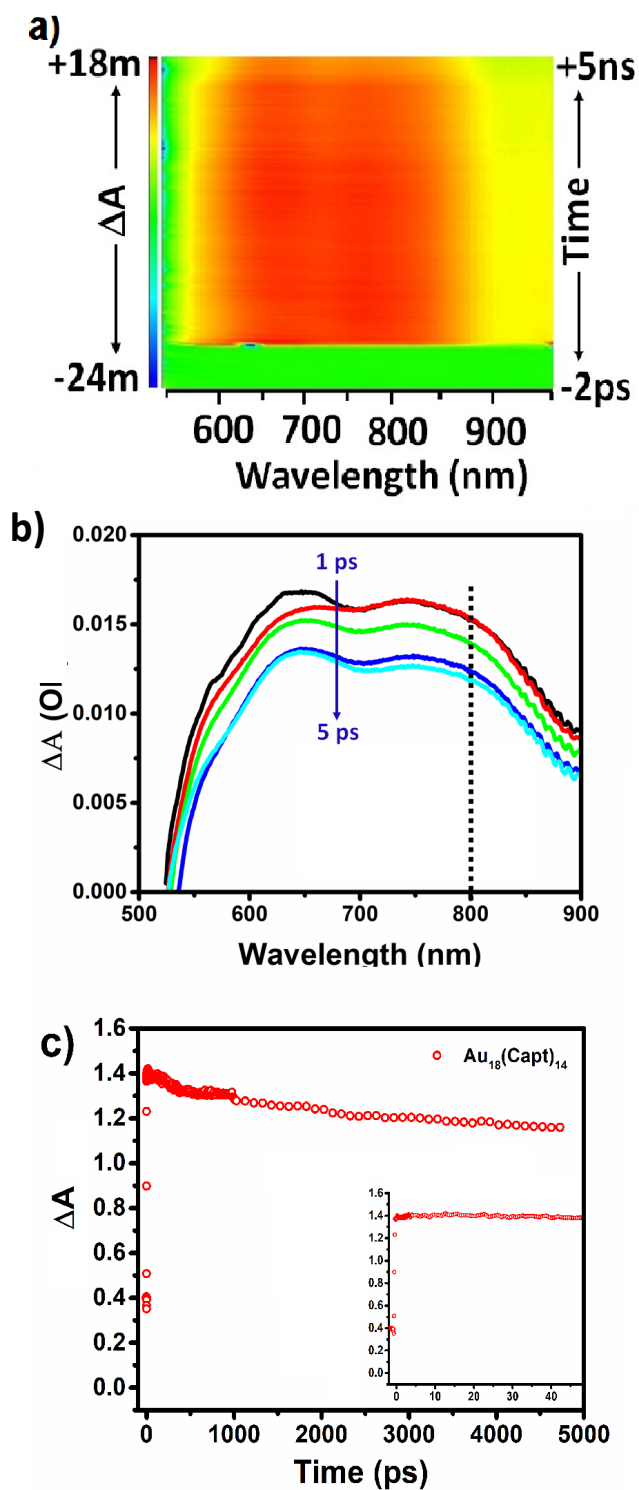 a)
+18m
+5ns
ΔA
Time
-24m
-2ps
600 700 800 900
Wavelength (nm)
b)
0.020
1 ps
0.015
ΔA (O
0.010
5 ps
0.005
0.000
500 600 700 800 900
Wavelength (nm)
c)
1.6
Au18(Capt)14
1.4
1.2
1.0
ΔA
0.8
0.6
0.4
0.2
0.0
1.6
1.4
1.2
1.0
0.8
0.6
0.4
0.2
0.0
0 10 20 30 40
0 1000 2000 3000 4000 5000
Time (ps)